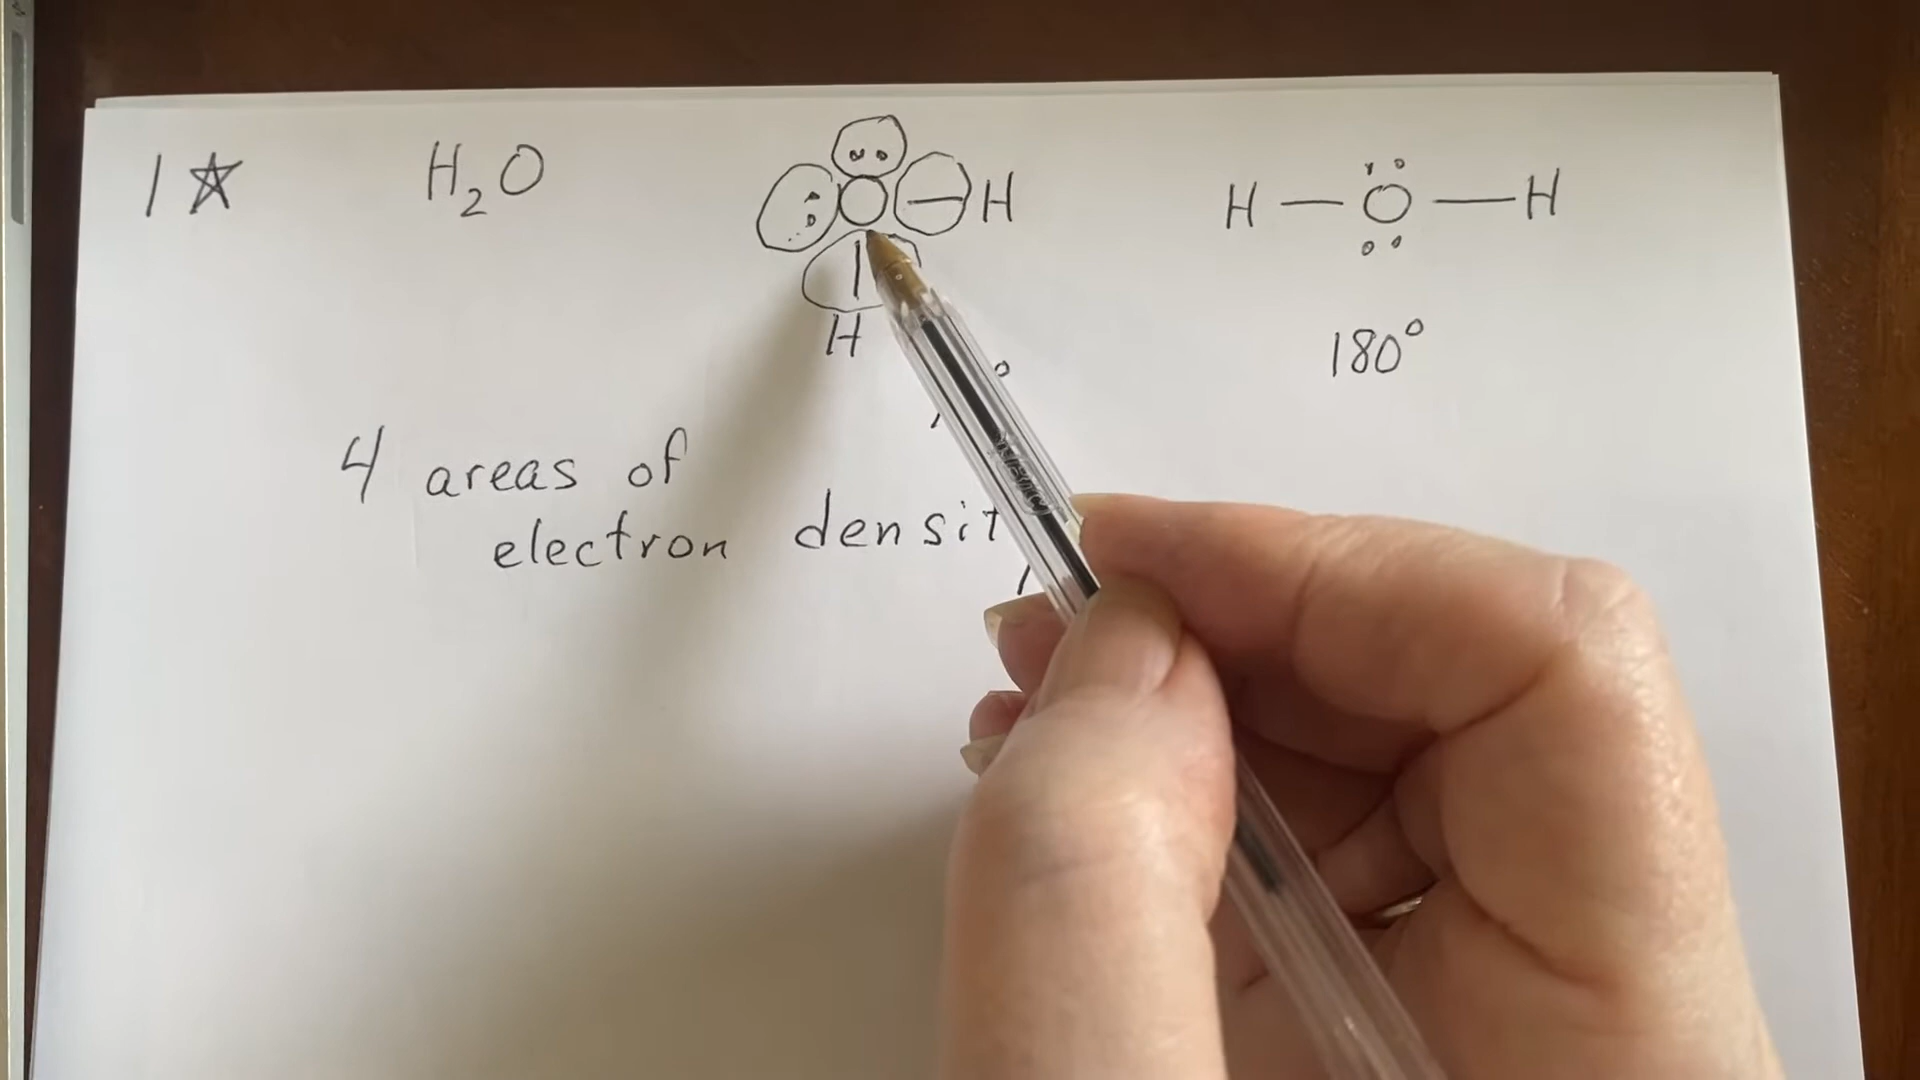 1☆ H₂O
O H
H
H—O—H
180°
4 areas of
electron densit